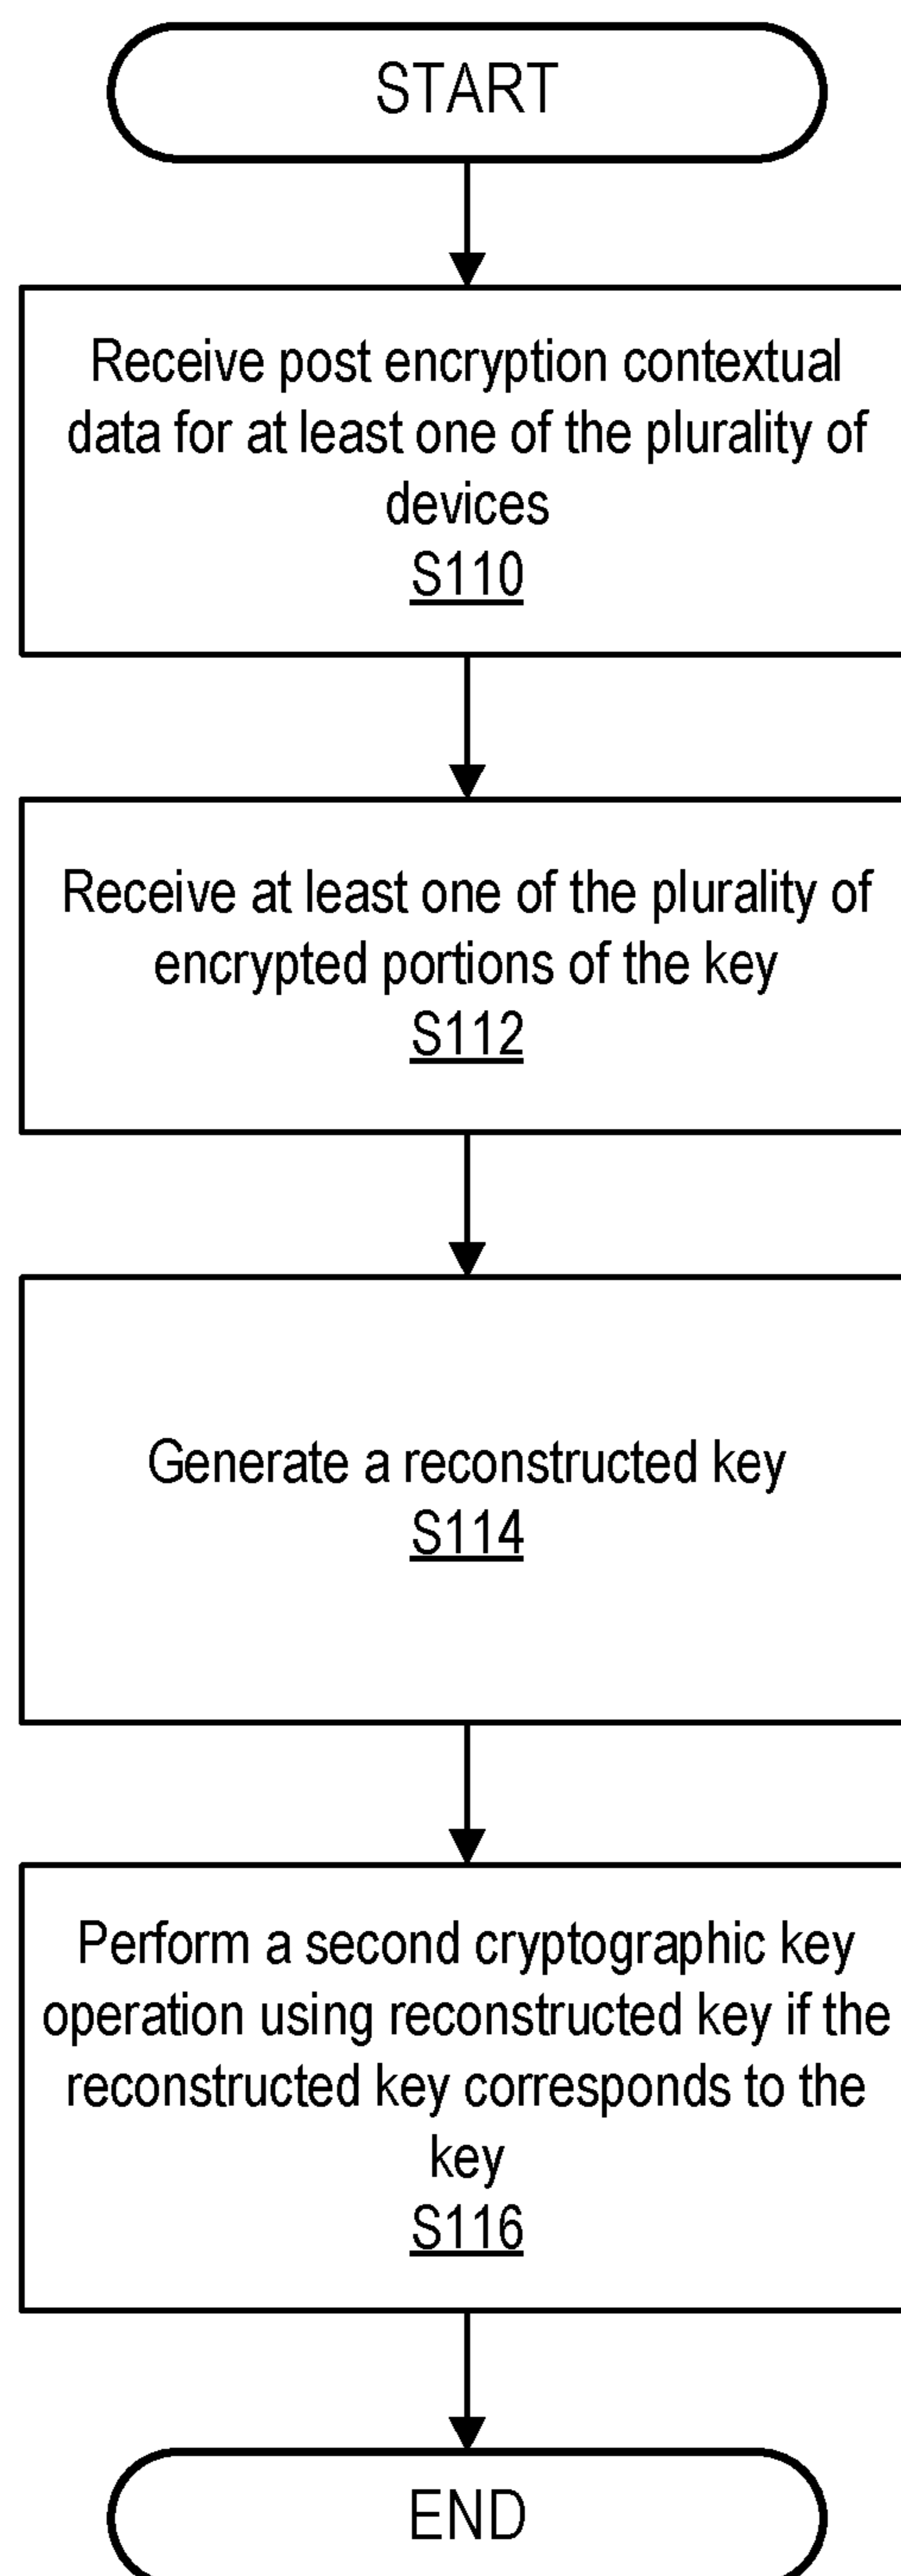 START
Receive post encryption contextual
data for at least one of the plurality of
devices
S110
Receive at least one of the plurality of
encrypted portions of the key
S112
Generate a reconstructed key
S114
Perform a second cryptographic key
operation using reconstructed key if the
reconstructed key corresponds to the
key
S116
END